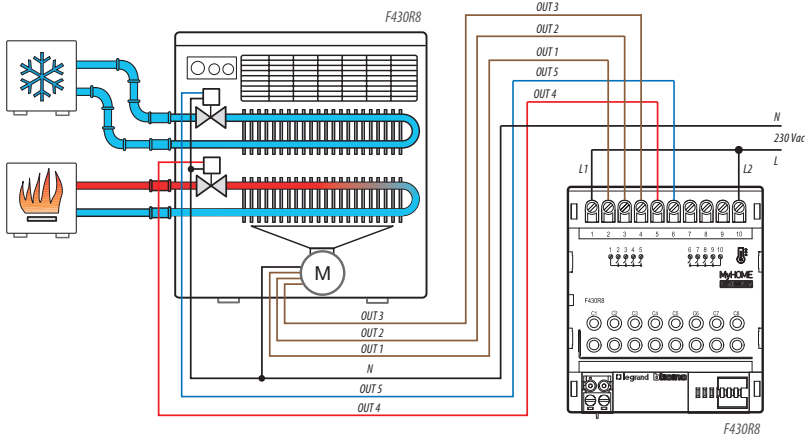 F430R8
OUT 3
OUT 2
OUT 1
OUT 5
OUT 4
N
230 Vac
L
L1
L2
1 2 3 4 5 6 7 8 9 10
1 2 3 4 5
6 7 8 9 10
MyHOME
F430R8
C1 C2 C3 C4 C5 C6 C7 C8
M
OUT 3
OUT 2
OUT 1
N
OUT 5
OUT 4
legrand
bticino
F430R8